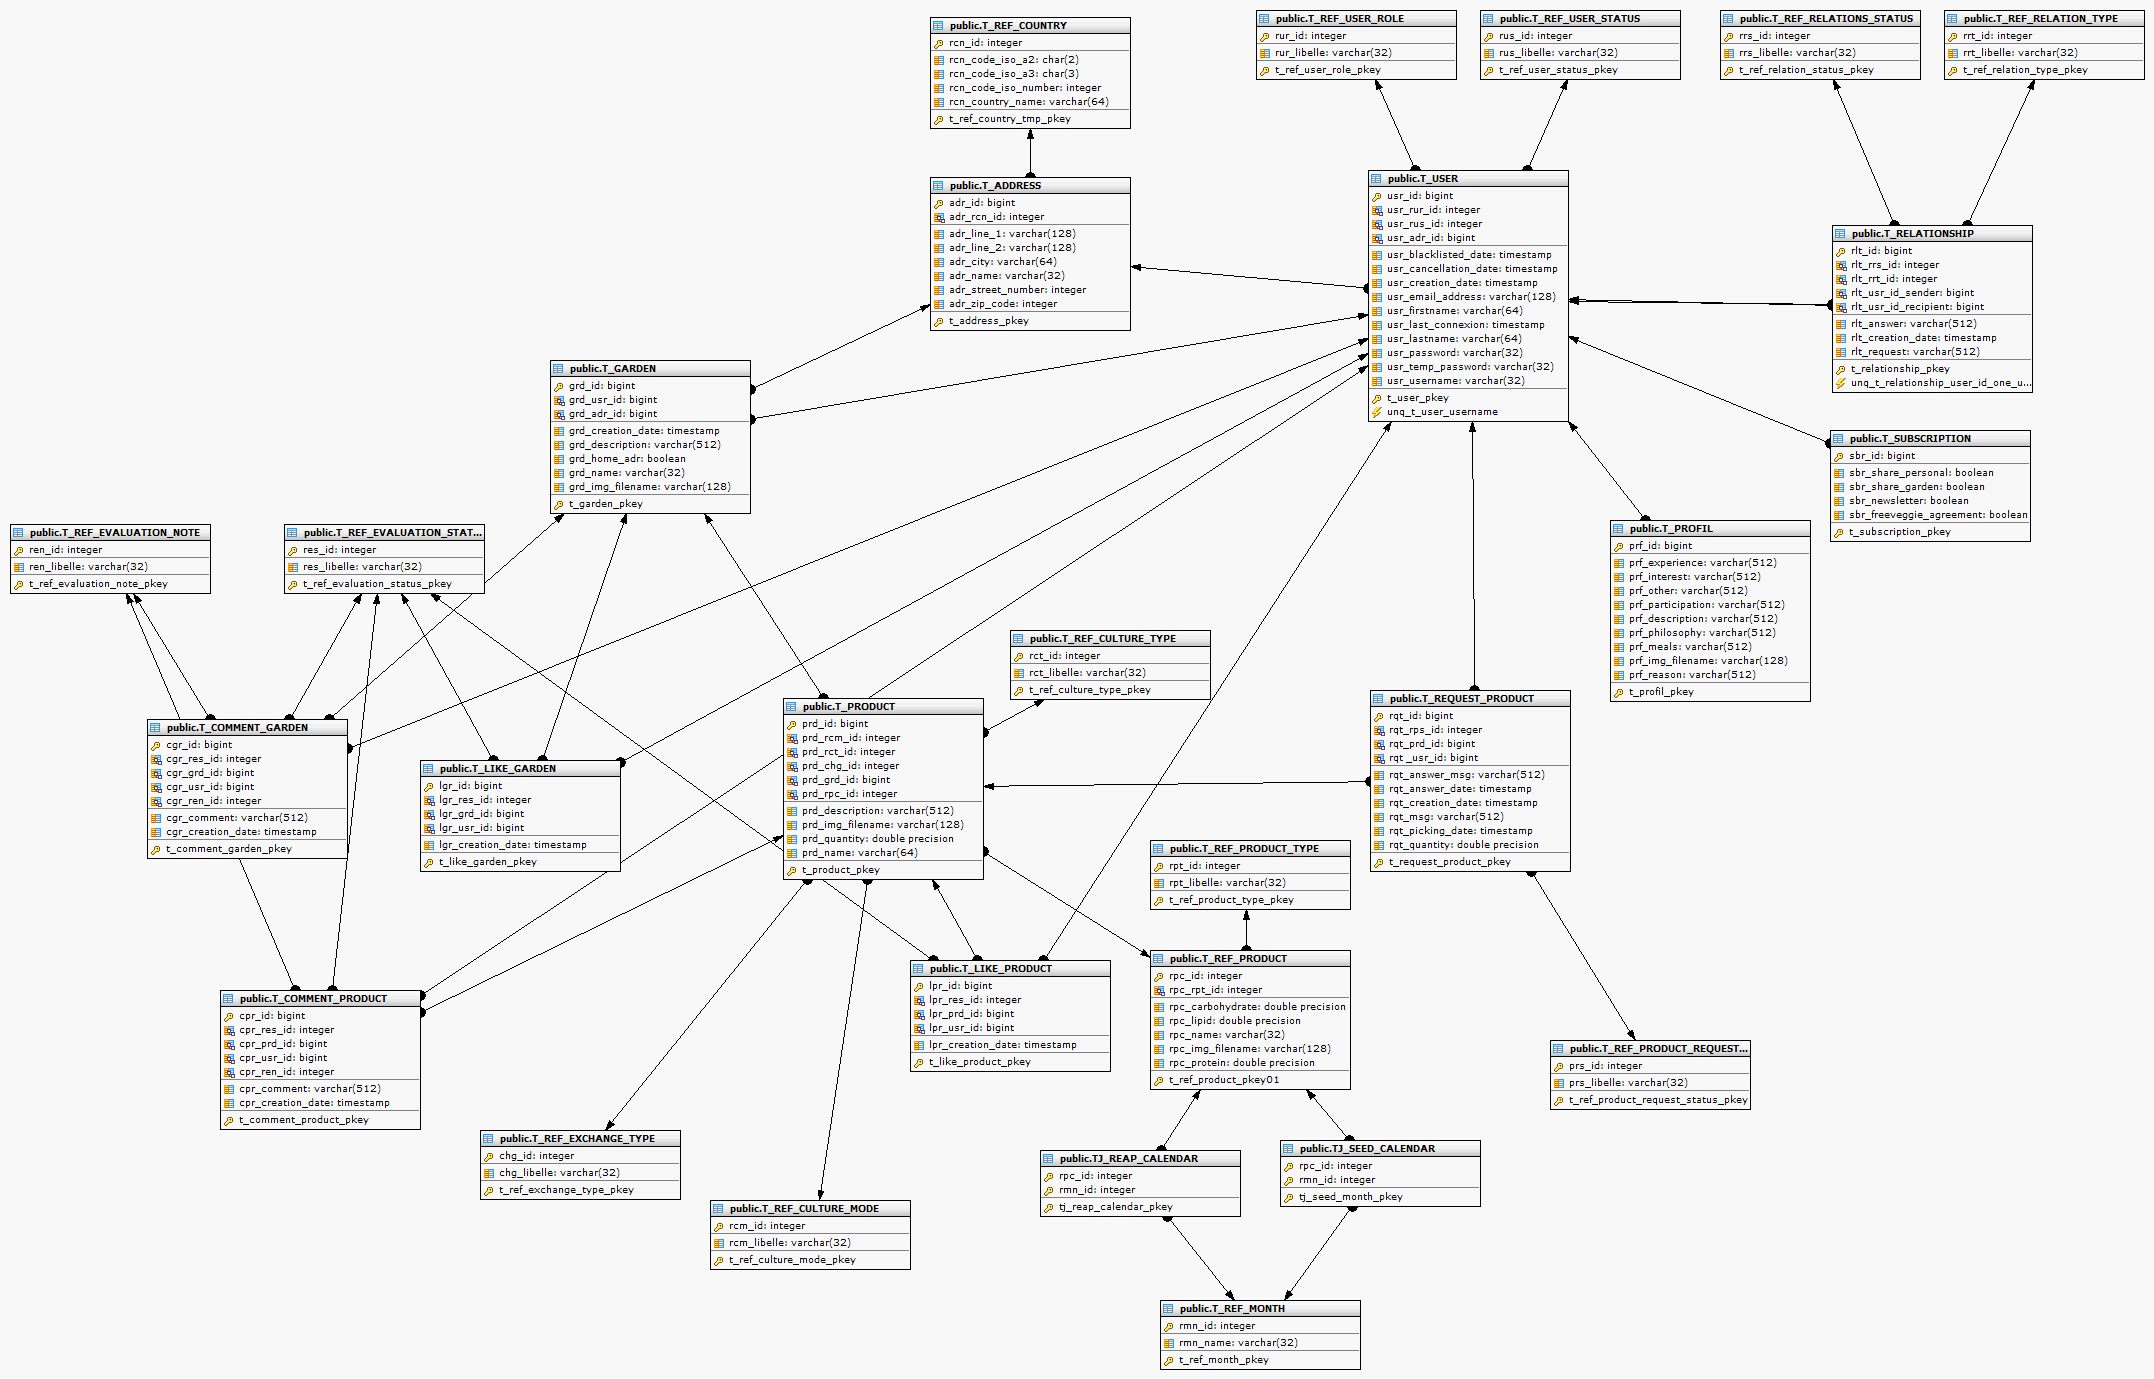 public.T_REF_COUNTRY
rcn_id: integer
rcn_code_iso_a2: char(2)
rcn_code_iso_a3: char(3)
rcn_code_iso_number: integer
rcn_country_name: varchar(64)
t_ref_country_tmp_pkey
public.T_REF_USER_ROLE
rur_id: integer
rur_libelle: varchar(32)
t_ref_user_role_pkey
public.T_REF_USER_STATUS
rus_id: integer
rus_libelle: varchar(32)
t_ref_user_status_pkey
public.T_REF_RELATIONS_STATUS
rrs_id: integer
rrs_libelle: varchar(32)
t_ref_relation_status_pkey
public.T_REF_RELATION_TYPE
rrt_id: integer
rrt_libelle: varchar(32)
t_ref_relation_type_pkey
public.T_ADDRESS
adr_id: bigint
adr_rcn_id: integer
adr_line_1: varchar(128)
adr_line_2: varchar(128)
adr_city: varchar(64)
adr_name: varchar(32)
adr_street_number: integer
adr_zip_code: integer
t_address_pkey
public.T_USER
usr_id: bigint
usr_rur_id: integer
usr_rus_id: integer
usr_adr_id: bigint
usr_blacklisted_date: timestamp
usr_cancellation_date: timestamp
usr_creation_date: timestamp
usr_email_address: varchar(128)
usr_firstname: varchar(64)
usr_last_connexion: timestamp
usr_lastname: varchar(64)
usr_password: varchar(32)
usr_temp_password: varchar(32)
usr_username: varchar(32)
t_user_pkey
unq_t_user_username
public.T_RELATIONSHIP
rlt_id: bigint
rlt_rrs_id: integer
rlt_rrt_id: integer
rlt_usr_id_sender: bigint
rlt_usr_id_recipient: bigint
rlt_answer: varchar(512)
rlt_creation_date: timestamp
rlt_request: varchar(512)
t_relationship_pkey
unq_t_relationship_user_id_one_u...
public.T_GARDEN
grd_id: bigint
grd_usr_id: bigint
grd_adr_id: bigint
grd_creation_date: timestamp
grd_description: varchar(512)
grd_home_adr: boolean
grd_name: varchar(32)
grd_img_filename: varchar(128)
t_garden_pkey
public.T_SUBSCRIPTION
sbr_id: bigint
sbr_share_personal: boolean
sbr_share_garden: boolean
sbr_newsletter: boolean
sbr_freeveggie_agreement: boolean
t_subscription_pkey
public.T_REF_EVALUATION_NOTE
ren_id: integer
ren_libelle: varchar(32)
t_ref_evaluation_note_pkey
public.T_REF_EVALUATION_STAT...
res_id: integer
res_libelle: varchar(32)
t_ref_evaluation_status_pkey
public.T_PROFIL
prf_id: bigint
prf_experience: varchar(512)
prf_interest: varchar(512)
prf_other: varchar(512)
prf_participation: varchar(512)
prf_description: varchar(512)
prf_philosophy: varchar(512)
prf_meals: varchar(512)
prf_img_filename: varchar(128)
prf_reason: varchar(512)
t_profil_pkey
public.T_REF_CULTURE_TYPE
rct_id: integer
rct_libelle: varchar(32)
t_ref_culture_type_pkey
public.T_COMMENT_GARDEN
cgr_id: bigint
cgr_res_id: integer
cgr_grd_id: bigint
cgr_usr_id: bigint
cgr_ren_id: integer
cgr_comment: varchar(512)
cgr_creation_date: timestamp
t_comment_garden_pkey
public.T_LIKE_GARDEN
lgr_id: bigint
lgr_res_id: integer
lgr_grd_id: bigint
lgr_usr_id: bigint
lgr_creation_date: timestamp
t_like_garden_pkey
public.T_PRODUCT
prd_id: bigint
prd_rcm_id: integer
prd_rct_id: integer
prd_chg_id: integer
prd_grd_id: bigint
prd_rpc_id: integer
prd_description: varchar(512)
prd_img_filename: varchar(128)
prd_quantity: double precision
prd_name: varchar(64)
t_product_pkey
public.T_REQUEST_PRODUCT
rqt_id: bigint
rqt_rps_id: integer
rqt_prd_id: bigint
rqt _usr_id: bigint
rqt_answer_msg: varchar(512)
rqt_answer_date: timestamp
rqt_creation_date: timestamp
rqt_msg: varchar(512)
rqt_picking_date: timestamp
rqt_quantity: double precision
t_request_product_pkey
public.T_REF_PRODUCT_TYPE
rpt_id: integer
rpt_libelle: varchar(32)
t_ref_product_type_pkey
public.T_COMMENT_PRODUCT
cpr_id: bigint
cpr_res_id: integer
cpr_prd_id: bigint
cpr_usr_id: bigint
cpr_ren_id: integer
cpr_comment: varchar(512)
cpr_creation_date: timestamp
t_comment_product_pkey
public.T_LIKE_PRODUCT
lpr_id: bigint
lpr_res_id: integer
lpr_prd_id: bigint
lpr_usr_id: bigint
lpr_creation_date: timestamp
t_like_product_pkey
public.T_REF_PRODUCT
rpc_id: integer
rpc_rpt_id: integer
rpc_carbohydrate: double precision
rpc_lipid: double precision
rpc_name: varchar(32)
rpc_img_filename: varchar(128)
rpc_protein: double precision
t_ref_product_pkey01
public.T_REF_PRODUCT_REQUEST...
prs_id: integer
prs_libelle: varchar(32)
t_ref_product_request_status_pkey
public.T_REF_EXCHANGE_TYPE
chg_id: integer
chg_libelle: varchar(32)
t_ref_exchange_type_pkey
public.TJ_REAP_CALENDAR
rpc_id: integer
rmn_id: integer
tj_reap_calendar_pkey
public.TJ_SEED_CALENDAR
rpc_id: integer
rmn_id: integer
tj_seed_month_pkey
public.T_REF_CULTURE_MODE
rcm_id: integer
rcm_libelle: varchar(32)
t_ref_culture_mode_pkey
public.T_REF_MONTH
rmn_id: integer
rmn_name: varchar(32)
t_ref_month_pkey